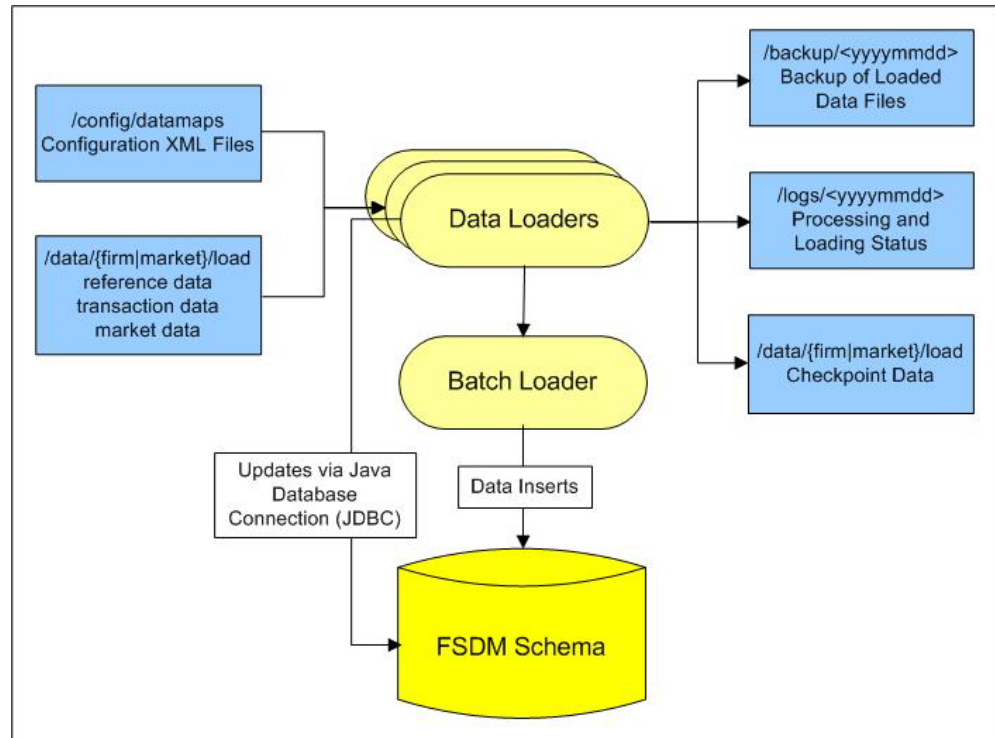 /config/datamaps
Configuration XML Files
/data/{firm|market}/load
reference data
transaction data
market data
Data Loaders
Batch Loader
Updates via Java
Database
Connection (JDBC)
Data Inserts
FSDM Schema
/backup/<yyyymmdd>
Backup of Loaded
Data Files
/logs/<yyyymmdd>
Processing and
Loading Status
/data/{firm|market}/load
Checkpoint Data